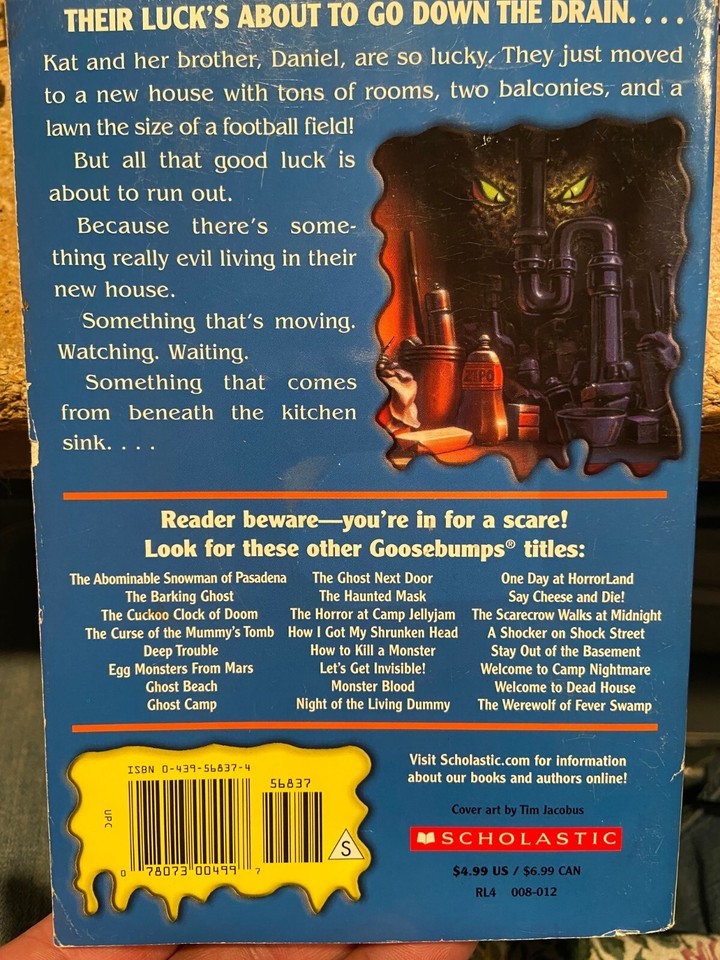 THEIR LUCK'S ABOUT TO GO DOWN THE DRAIN. . . .
Kat and her brother, Daniel, are so lucky. They just moved
to a new house with tons of rooms, two balconies, and a
lawn the size of a football field!
But all that good luck is
about to run out.
Because there's some-
thing really evil living in their
new house.
Something that's moving.
Watching. Waiting.
Something that comes
from beneath the kitchen
sink. . . .
ZIPO
Reader beware—you're in for a scare!
Look for these other Goosebumps® titles:
The Abominable Snowman of Pasadena
The Barking Ghost
The Cuckoo Clock of Doom
The Curse of the Mummy's Tomb
Deep Trouble
Egg Monsters From Mars
Ghost Beach
Ghost Camp
The Ghost Next Door
The Haunted Mask
The Horror at Camp Jellyjam
How I Got My Shrunken Head
How to Kill a Monster
Let's Get Invisible!
Monster Blood
Night of the Living Dummy
One Day at HorrorLand
Say Cheese and Die!
The Scarecrow Walks at Midnight
A Shocker on Shock Street
Stay Out of the Basement
Welcome to Camp Nightmare
Welcome to Dead House
The Werewolf of Fever Swamp
ISBN 0-439-56837-4
56837
UPC
S
0 78073 00499 7
Visit Scholastic.com for information
about our books and authors online!
Cover art by Tim Jacobus
SCHOLASTIC
$4.99 US / $6.99 CAN
RL4 008-012